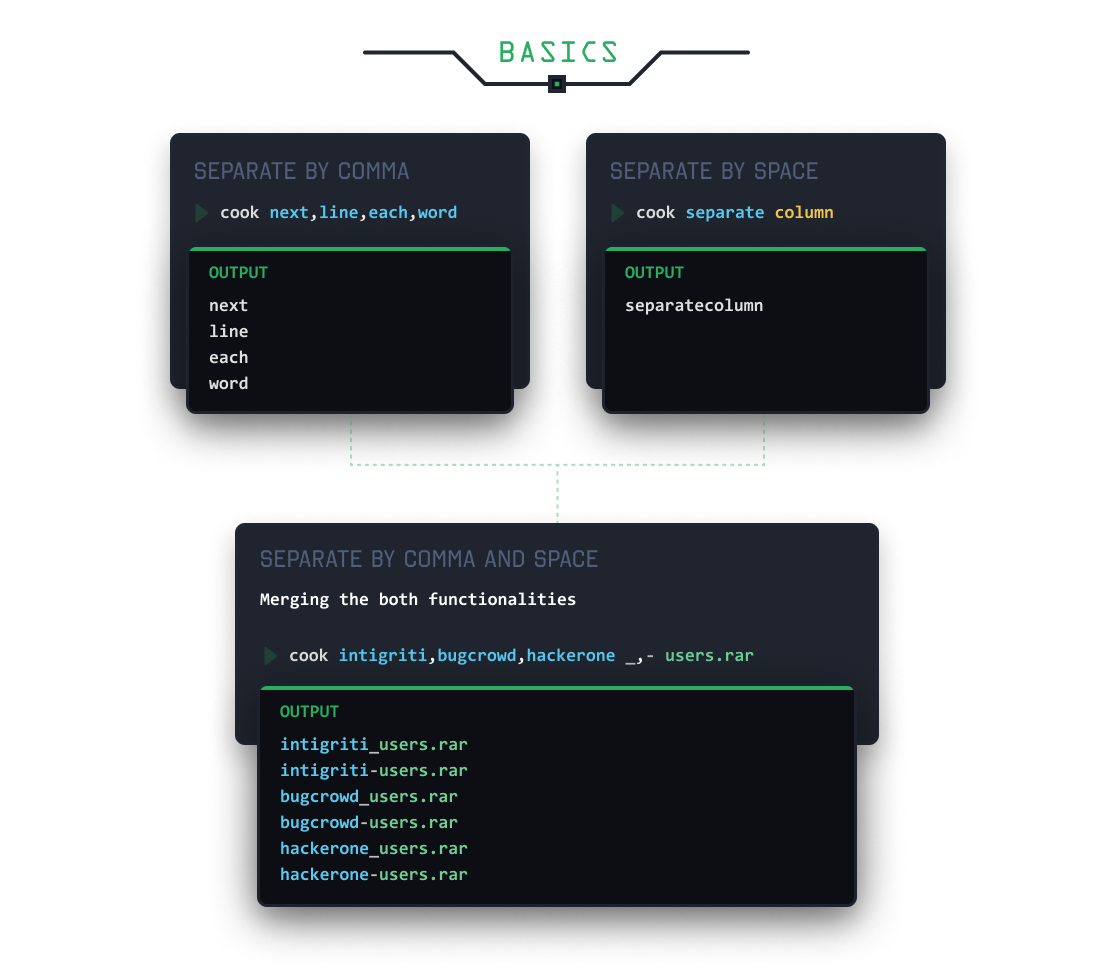 BASICS
SEPARATE BY COMMA
cook next,line,each,word
OUTPUT
next
line
each
word
SEPARATE BY SPACE
cook separate column
OUTPUT
separatecolumn
SEPARATE BY COMMA AND SPACE
Merging the both functionalities
cook intigriti,bugcrowd,hackerone _,- users.rar
OUTPUT
intigriti_users.rar
intigriti-users.rar
bugcrowd_users.rar
bugcrowd-users.rar
hackerone_users.rar
hackerone-users.rar